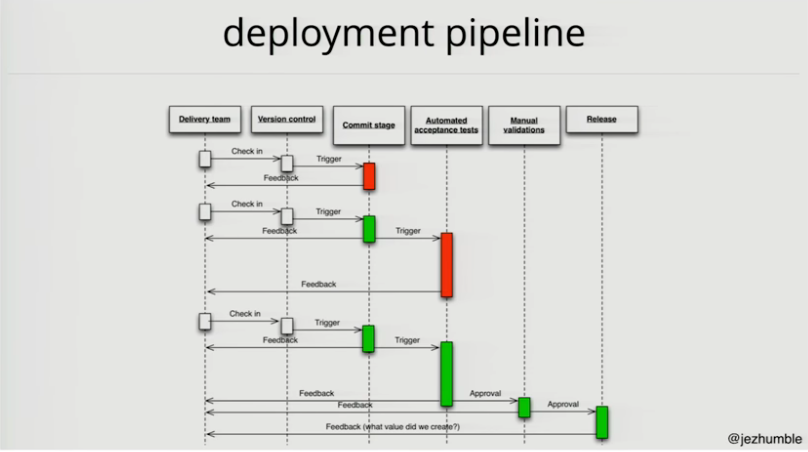 deployment pipeline
Delivery team
Version control
Commit stage
Automated
acceptance tests
Manual
validations
Release
Check in
Trigger
Feedback
Check in
Trigger
Feedback
Trigger
Feedback
Check in
Trigger
Feedback
Trigger
Feedback
Approval
Feedback
Approval
Feedback (what value did we create?)
@jezhumble